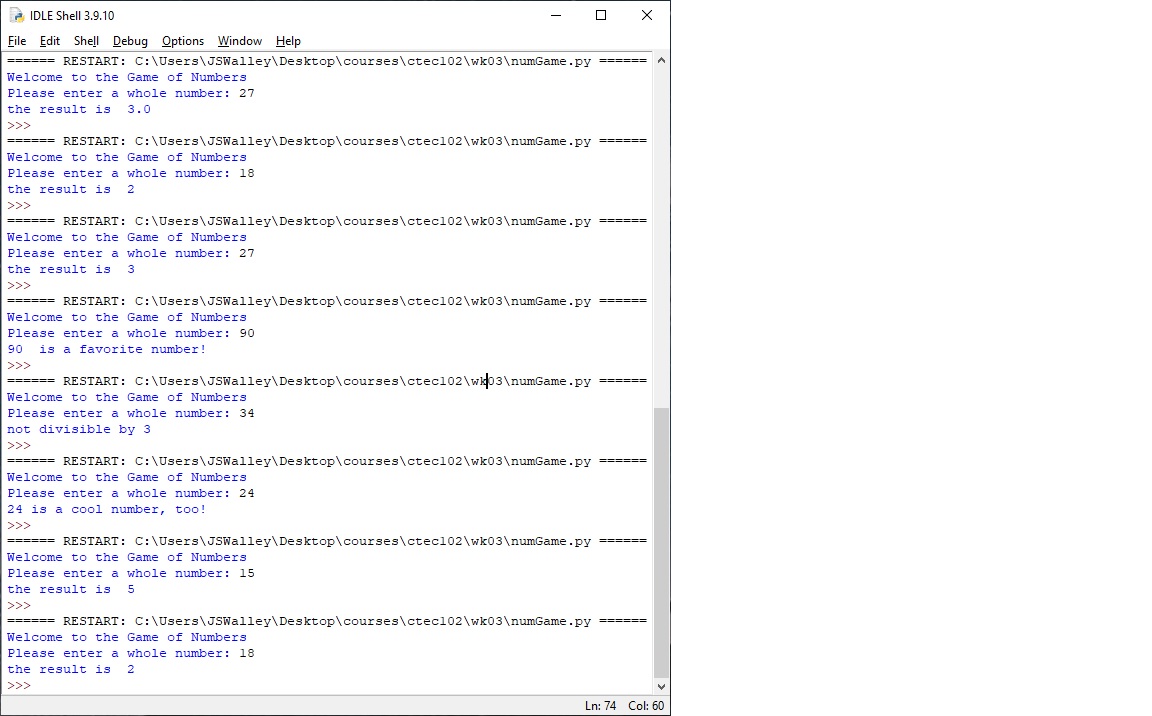 IDLE Shell 3.9.10
File Edit Shell Debug Options Window Help
====== RESTART: C:\Users\JSWalley\Desktop\courses\ctec102\wk03\numGame.py ======
Welcome to the Game of Numbers
Please enter a whole number: 27
the result is  3.0
>>>
====== RESTART: C:\Users\JSWalley\Desktop\courses\ctec102\wk03\numGame.py ======
Welcome to the Game of Numbers
Please enter a whole number: 18
the result is  2
>>>
====== RESTART: C:\Users\JSWalley\Desktop\courses\ctec102\wk03\numGame.py ======
Welcome to the Game of Numbers
Please enter a whole number: 27
the result is  3
>>>
====== RESTART: C:\Users\JSWalley\Desktop\courses\ctec102\wk03\numGame.py ======
Welcome to the Game of Numbers
Please enter a whole number: 90
90  is a favorite number!
>>>
====== RESTART: C:\Users\JSWalley\Desktop\courses\ctec102\wk03\numGame.py ======
Welcome to the Game of Numbers
Please enter a whole number: 34
not divisible by 3
>>>
====== RESTART: C:\Users\JSWalley\Desktop\courses\ctec102\wk03\numGame.py ======
Welcome to the Game of Numbers
Please enter a whole number: 24
24 is a cool number, too!
>>>
====== RESTART: C:\Users\JSWalley\Desktop\courses\ctec102\wk03\numGame.py ======
Welcome to the Game of Numbers
Please enter a whole number: 15
the result is  5
>>>
====== RESTART: C:\Users\JSWalley\Desktop\courses\ctec102\wk03\numGame.py ======
Welcome to the Game of Numbers
Please enter a whole number: 18
the result is  2
>>>
Ln: 74 Col: 60